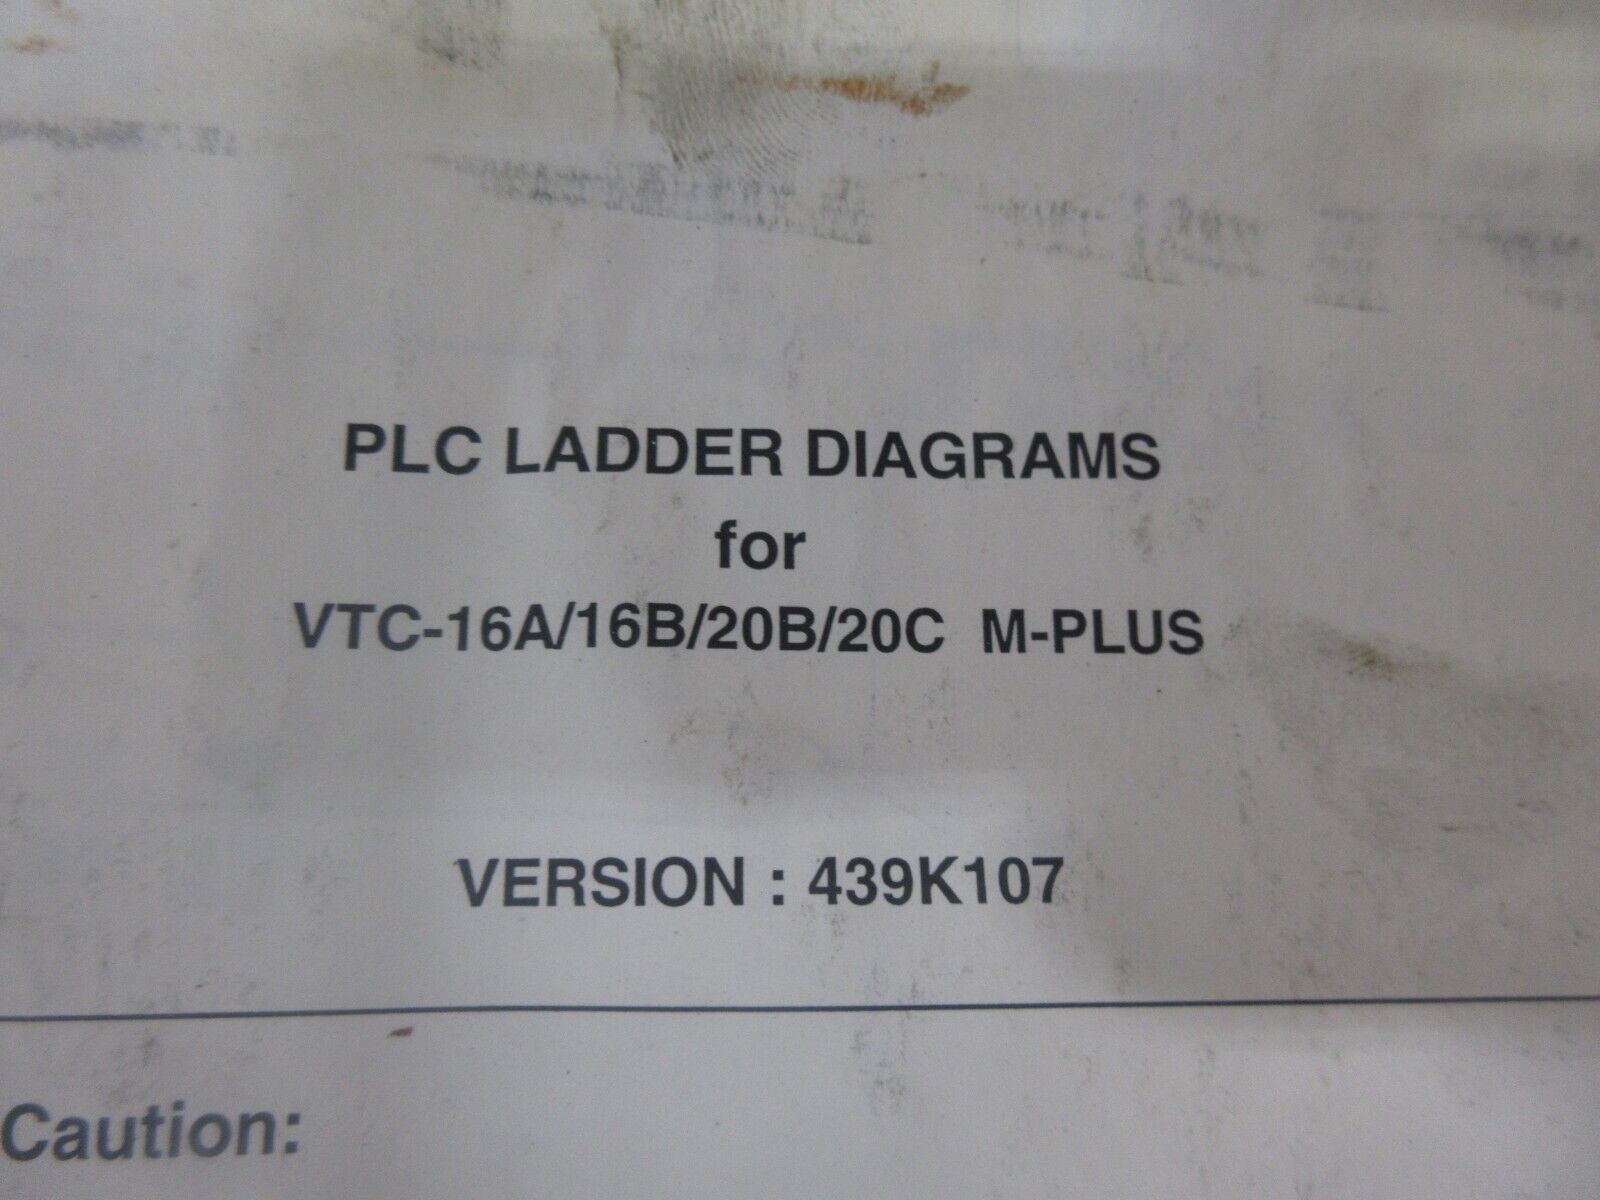 PLC LADDER DIAGRAMS
for
VTC-16A/16B/20B/20C M-PLUS
VERSION : 439K107
Caution: